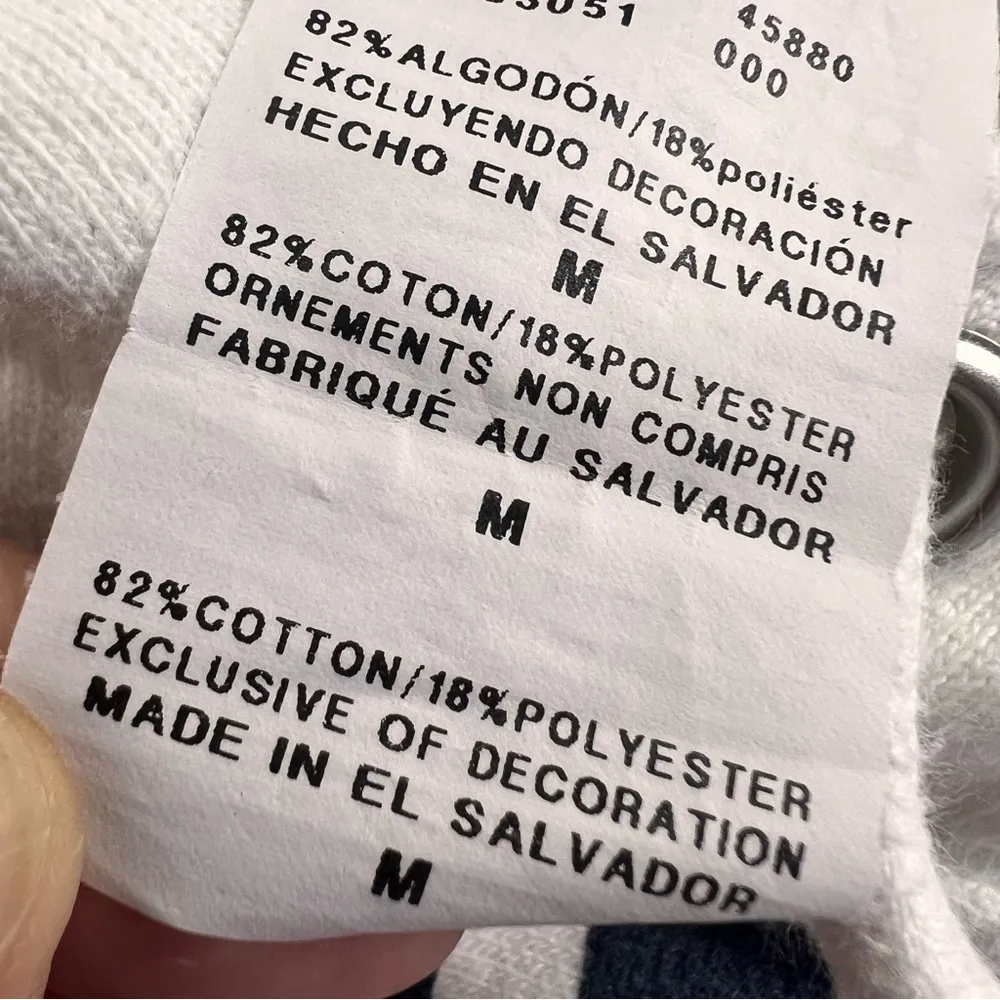 45880
000
82%ALGODÓN/18%poliéster
EXCLUYENDO DECORACIÓN
HECHO EN EL SALVADOR
M
82%COTON/18%POLYESTER
ORNEMENTS NON COMPRIS
FABRIQUÉ AU SALVADOR
M
82%COTTON/18%POLYESTER
EXCLUSIVE OF DECORATION
MADE IN EL SALVADOR
M